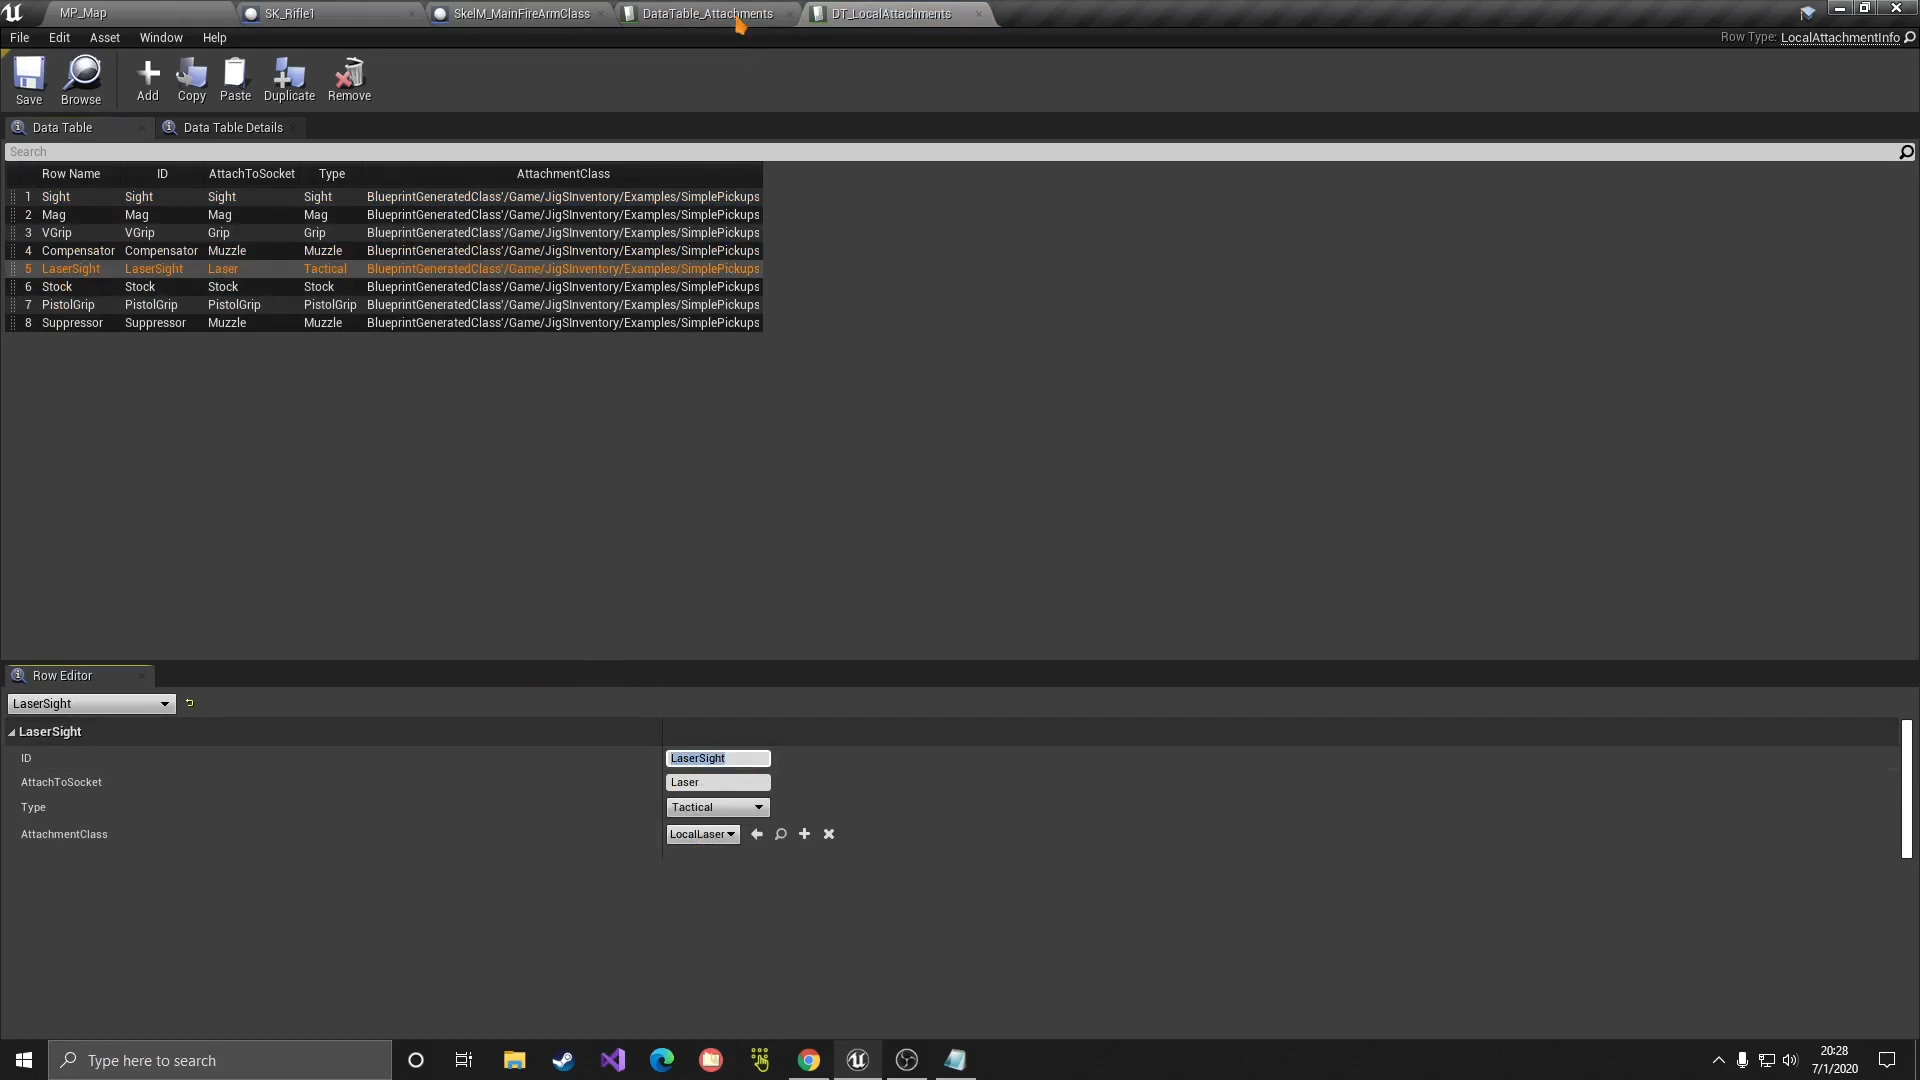 MP_Map
SK_Rifle1
SkelM_MainFireArmClass
DataTable_Attachments
DT_LocalAttachments
File Edit Asset Window Help
Row Type: LocalAttachmentInfo
Save Browse Add Copy Paste Duplicate Remove
Data Table
Data Table Details
Search
Row Name ID AttachToSocket Type AttachmentClass
1 Sight Sight Sight Sight BlueprintGeneratedClass'/Game/JigSInventory/Examples/SimplePickups
2 Mag Mag Mag Mag BlueprintGeneratedClass'/Game/JigSInventory/Examples/SimplePickups
3 VGrip VGrip Grip Grip BlueprintGeneratedClass'/Game/JigSInventory/Examples/SimplePickups
4 Compensator Compensator Muzzle Muzzle BlueprintGeneratedClass'/Game/JigSInventory/Examples/SimplePickups
5 LaserSight LaserSight Laser Tactical BlueprintGeneratedClass'/Game/JigSInventory/Examples/SimplePickups
6 Stock Stock Stock Stock BlueprintGeneratedClass'/Game/JigSInventory/Examples/SimplePickups
7 PistolGrip PistolGrip PistolGrip PistolGrip BlueprintGeneratedClass'/Game/JigSInventory/Examples/SimplePickups
8 Suppressor Suppressor Muzzle Muzzle BlueprintGeneratedClass'/Game/JigSInventory/Examples/SimplePickups
Row Editor
LaserSight
LaserSight
ID LaserSight
AttachToSocket Laser
Type Tactical
AttachmentClass LocalLaser
Type here to search
20:28
7/1/2020